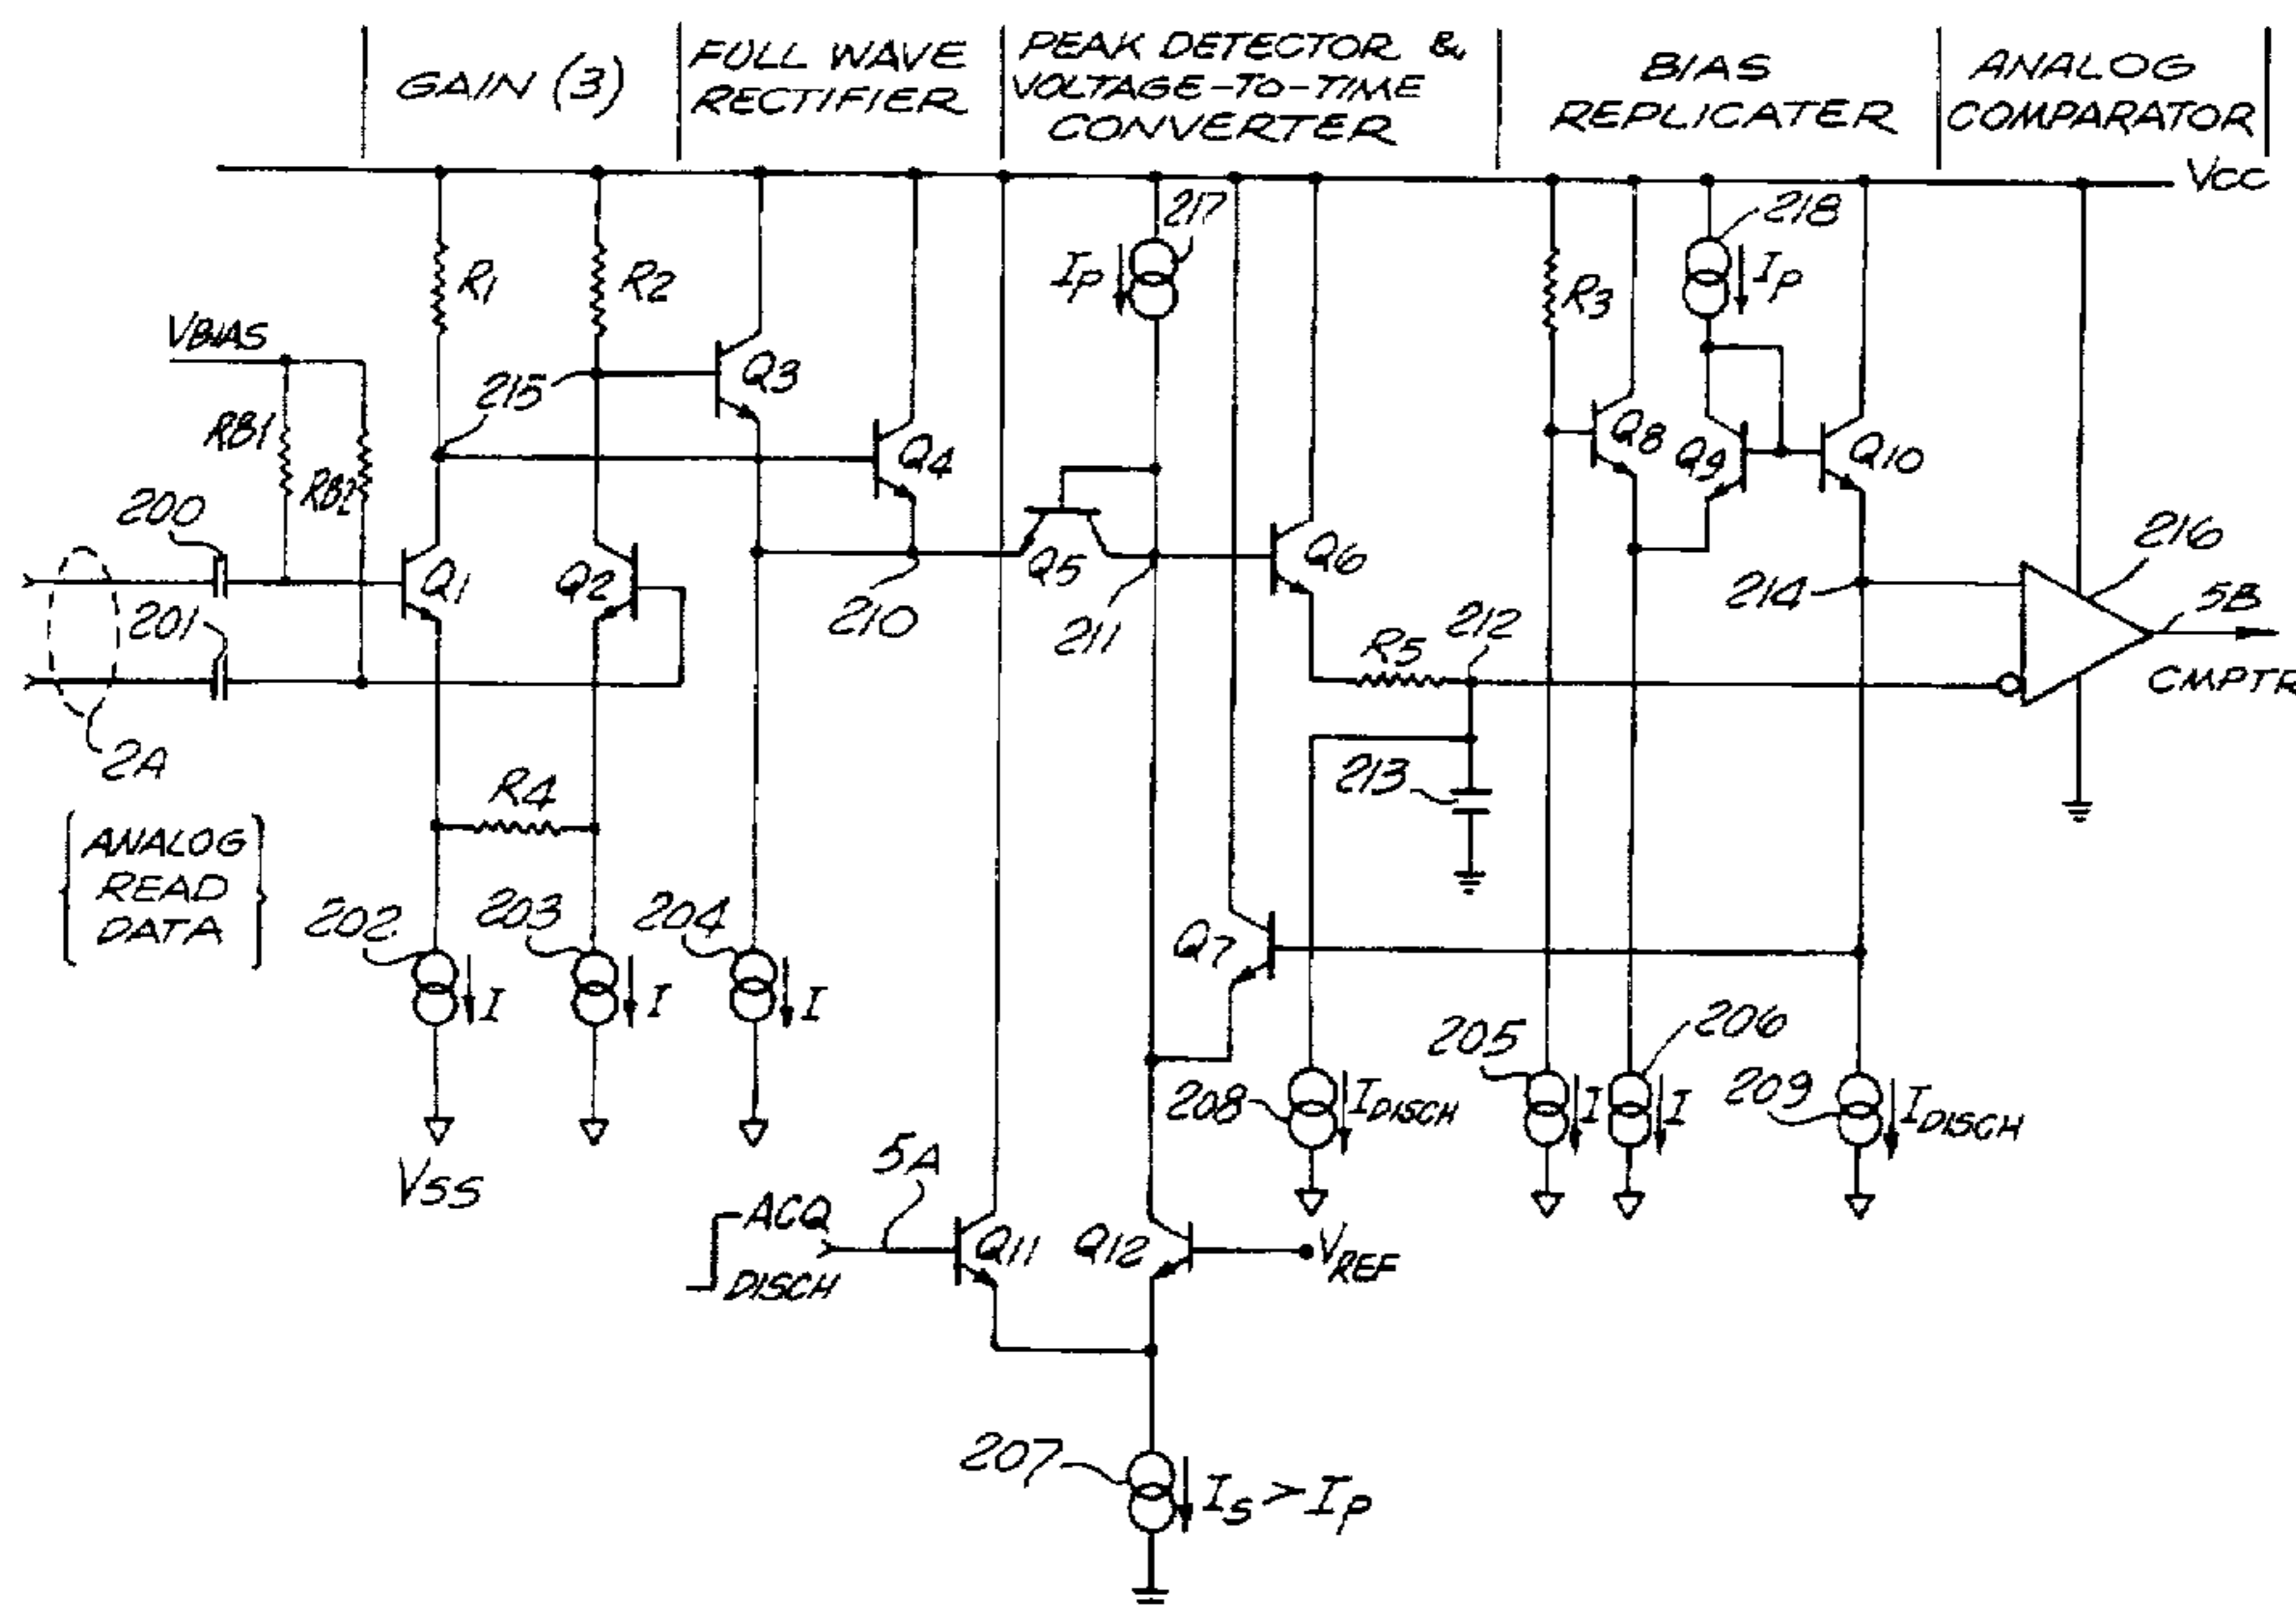 GAIN (3)
FULL WAVE
RECTIFIER
PEAK DETECTOR &
VOLTAGE-TO-TIME
CONVERTER
BIAS
REPLICATER
ANALOG
COMPARATOR
VCC
217
218
R1
R2
IP
R3
IP
VBIAS
215
Q3
RB1
RB2
Q4
Q8
Q9
Q10
200
Q1
Q2
Q5
Q6
216
201
210
211
212
214
5B
R5
CMPTR
2A
R4
213
ANALOG
READ
DATA
202
203
204
Q7
I
I
I
205
206
209
208
IDISCH
I
I
IDISCH
VSS
5A
ACQ
DISCH
Q11
Q12
VREF
207
IS > IP